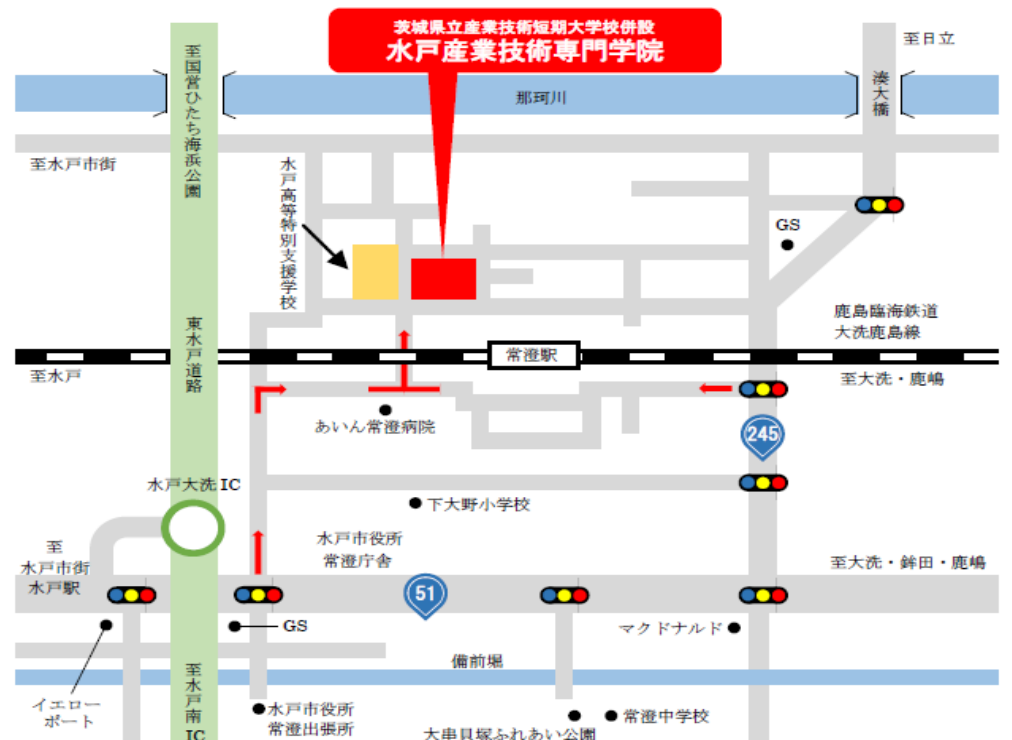 茨城県立産業技術短期大学校併設
水戸産業技術専門学院
至日立
至国営ひたち海浜公園
那珂川
湊大橋
至水戸市街
水戸高等特別支援学校
GS
鹿島臨海鉄道
大洗鹿島線
東水戸道路
常澄駅
至水戸
至大洗・鹿嶋
あいん常澄病院
245
水戸大洗IC
下大野小学校
水戸市役所
常澄庁舎
至
水戸市街
水戸駅
至大洗・鉾田・鹿嶋
51
GS
マクドナルド
備前堀
至水戸南IC
イエロー
ポート
水戸市役所
常澄出張所
常澄中学校
大串貝塚ふれあい公園